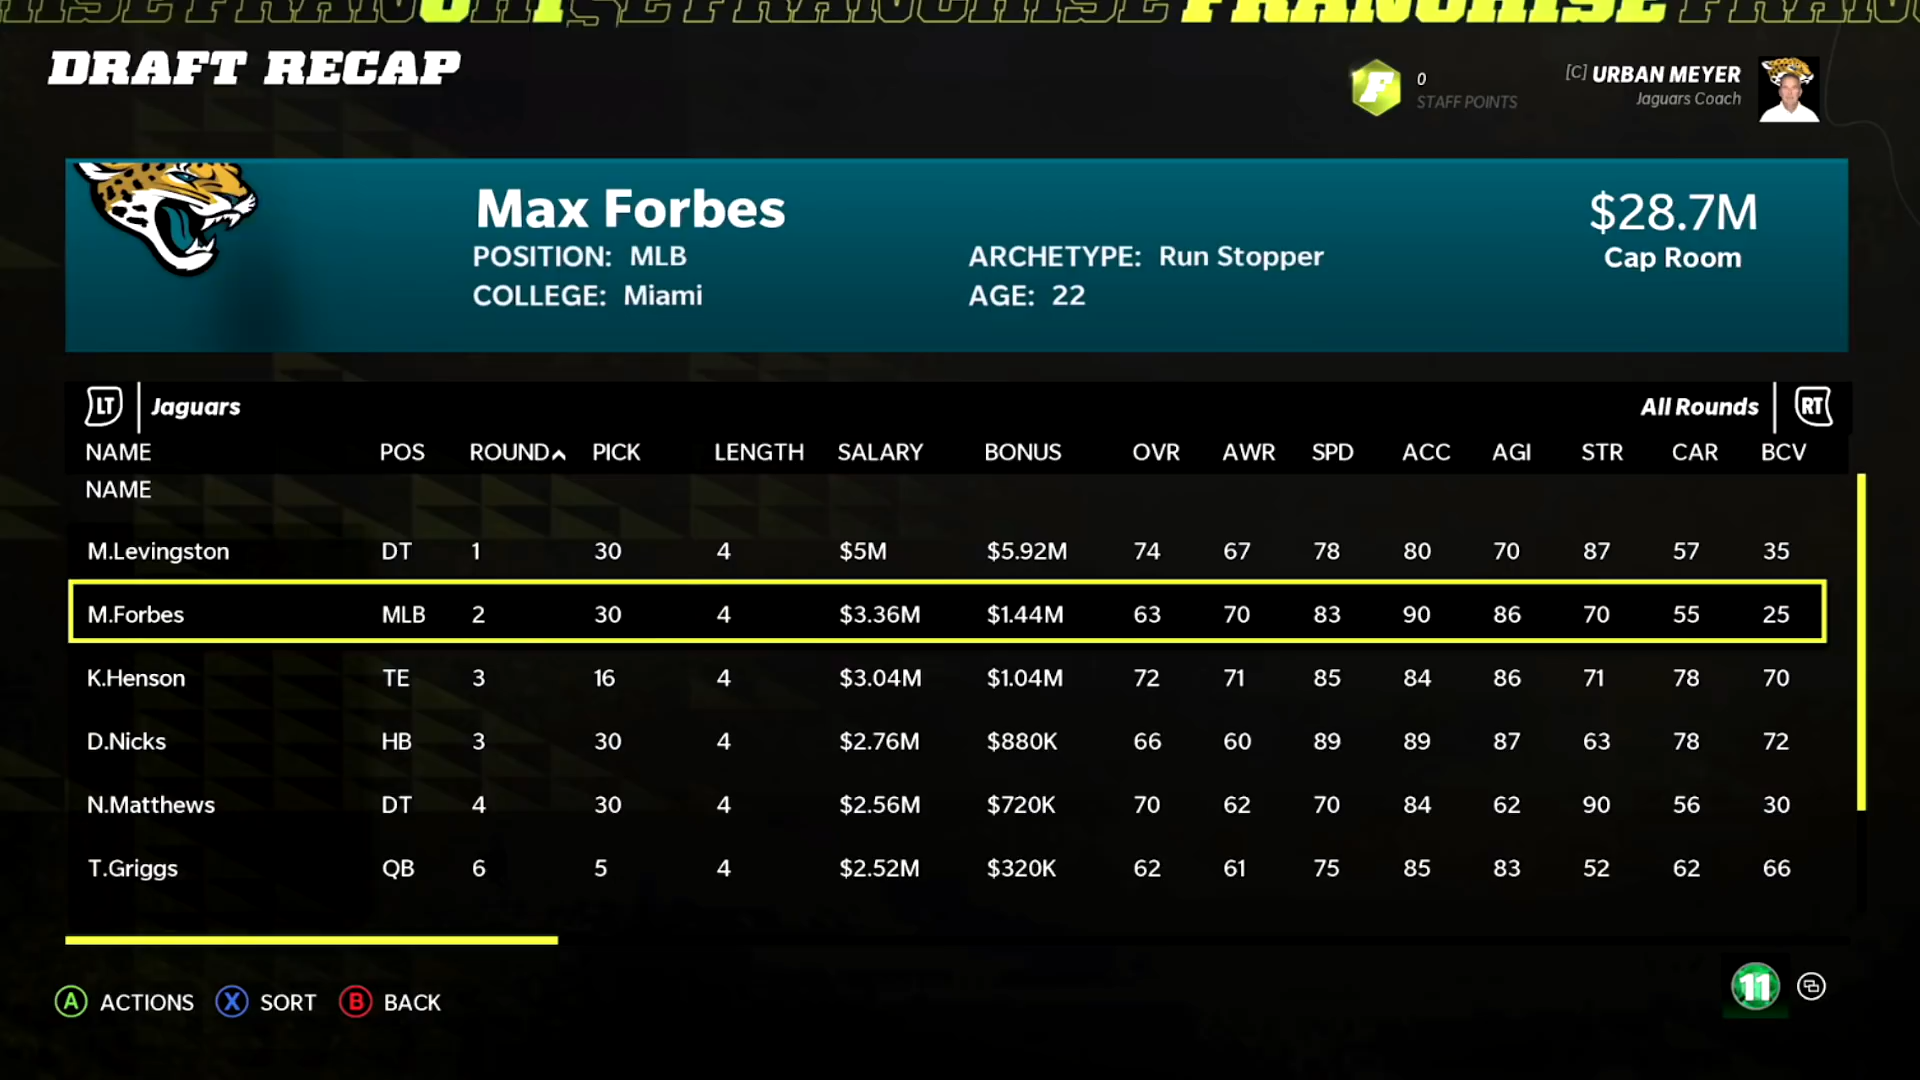 FRANCHISE FRANCHISE FRANCHISE
DRAFT RECAP
F 0
STAFF POINTS
[C] URBAN MEYER
Jaguars Coach
Max Forbes
POSITION: MLB
COLLEGE: Miami
ARCHETYPE: Run Stopper
AGE: 22
$28.7M
Cap Room
LT Jaguars
All Rounds RT
NAME POS ROUND PICK LENGTH SALARY BONUS OVR AWR SPD ACC AGI STR CAR BCV
NAME
M.Levingston DT 1 30 4 $5M $5.92M 74 67 78 80 70 87 57 35
M.Forbes MLB 2 30 4 $3.36M $1.44M 63 70 83 90 86 70 55 25
K.Henson TE 3 16 4 $3.04M $1.04M 72 71 85 84 86 71 78 70
D.Nicks HB 3 30 4 $2.76M $880K 66 60 89 89 87 63 78 72
N.Matthews DT 4 30 4 $2.56M $720K 70 62 70 84 62 90 56 30
T.Griggs QB 6 5 4 $2.52M $320K 62 61 75 85 83 52 62 66
A ACTIONS X SORT B BACK
11